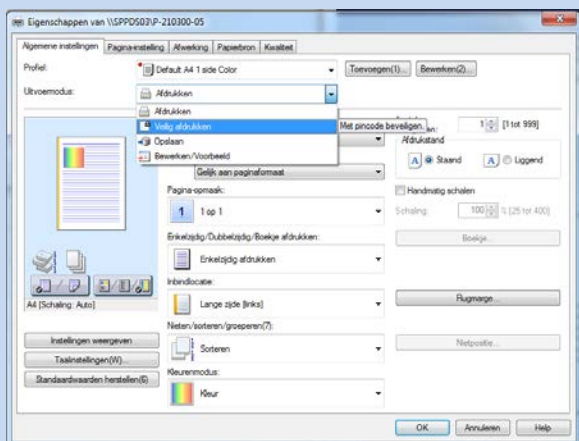 Eigenschappen van \\SPPDS03\P-210300-05
Algemene instellingen Pagina-instelling Afwerking Papierbron Kwaliteit
Profiel: Default A4 1 side Color Toevoegen(1)... Bewerken(2)...
Uitvoermodus: Afdrukken
Afdrukken
Veilig afdrukken Met pincode beveiligen.
Opslaan
Bewerken/Voorbeeld
1 [1 tot 999]
Afdrukstand
A Staand A Liggend
Gelijk aan paginaformaat
Handmatig schalen
Pagina-opmaak:
Schaling: 100 % [25 tot 400]
1 1 op 1
Enkelzijdig/Dubbelzijdig/Boekje afdrukken:
Boekje...
Enkelzijdig afdrukken
Inbindlocatie:
A4 [Schaling: Auto]
Lange zijde [links]
Rugmarge...
Nieten/sorteren/groeperen(7):
Instellingen weergeven
Sorteren
Nietpositie...
Taalinstellingen(W)...
Standaardwaarden herstellen(6)
Kleurenmodus:
Kleur
OK Annuleren Help